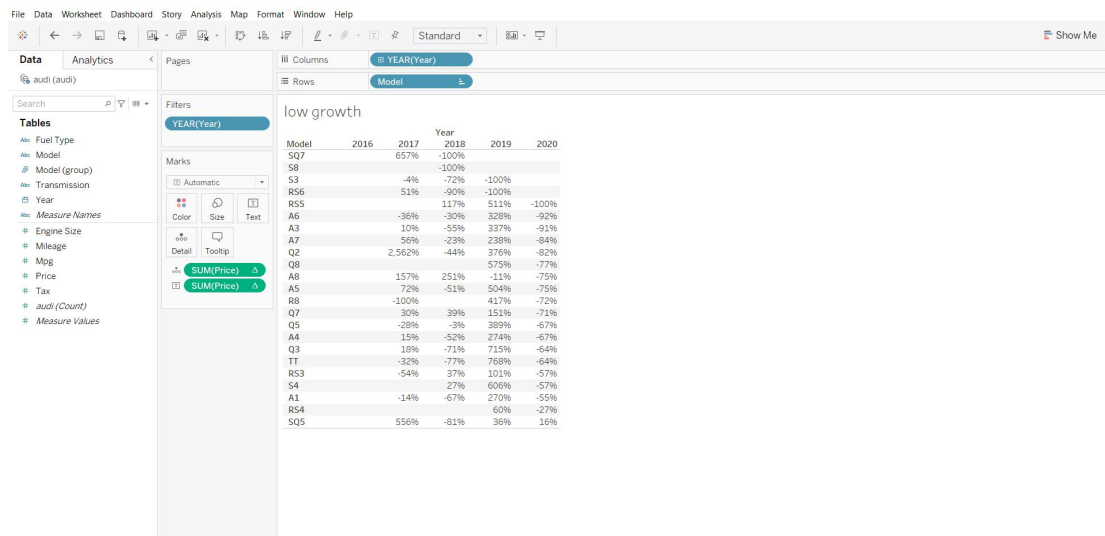 File Data Worksheet Dashboard Story Analysis Map Format Window Help
Standard
Show Me
Data Analytics
audi (audi)
Search
Tables
Abc Fuel Type
Abc Model
Model (group)
Abc Transmission
Year
Abc Measure Names
# Engine Size
# Mileage
# Mpg
# Price
# Tax
# audi (Count)
# Measure Values
Pages
Filters
YEAR(Year)
Marks
Automatic
Color Size Text
Detail Tooltip
SUM(Price) Δ
SUM(Price) Δ
Columns YEAR(Year)
Rows Model
low growth
Year
Model 2016 2017 2018 2019 2020
SQ7 657% -100%
S8 -100%
S3 -4% -72% -100%
RS6 51% -90% -100%
RS5 117% 511% -100%
A6 -36% -30% 328% -92%
A3 10% -55% 337% -91%
A7 56% -23% 238% -84%
Q2 2,562% -44% 376% -82%
Q8 575% -77%
A8 157% 251% -11% -75%
A5 72% -51% 504% -75%
R8 -100% 417% -72%
Q7 30% 39% 151% -71%
Q5 -28% -3% 389% -67%
A4 15% -52% 274% -67%
Q3 18% -71% 715% -64%
TT -32% -77% 768% -64%
RS3 -54% 37% 101% -57%
S4 27% 606% -57%
A1 -14% -67% 270% -55%
RS4 60% -27%
SQ5 556% -81% 36% 16%